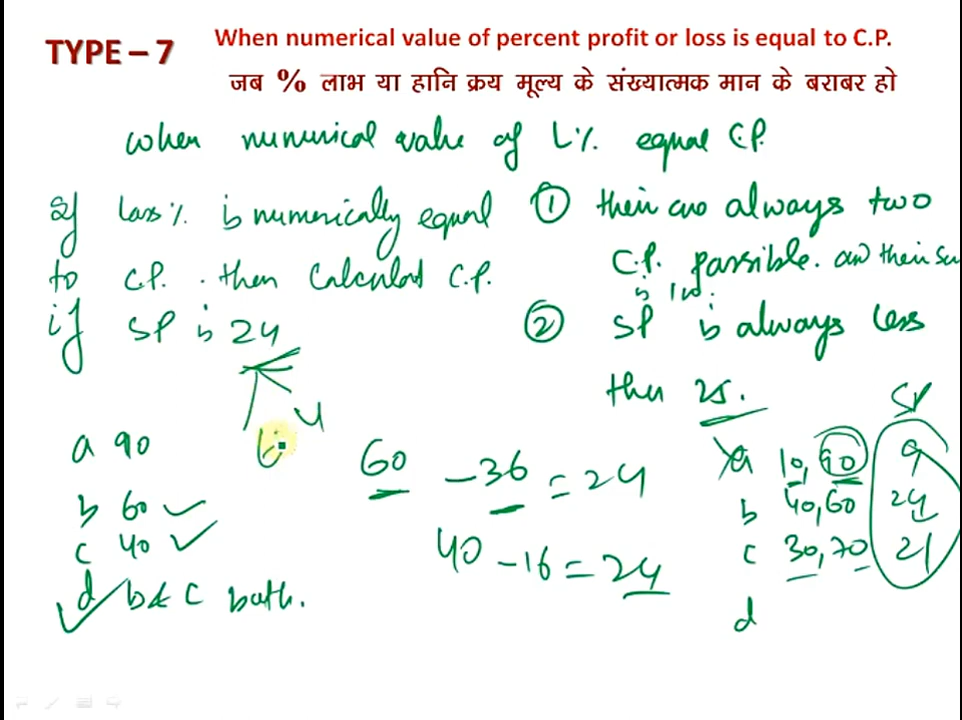 TYPE – 7
When numerical value of percent profit or loss is equal to C.P.
जब % लाभ या हानि क्रय मूल्य के संख्यात्मक मान के बराबर हो
When numerical value of L% equal C.P.
If Loss% is numerically equal
to C.P. then Calculated C.P.
if SP is 24
a 90
b 60
c 40
d b & c both.
60 - 36 = 24
40 - 16 = 24
① their are always two
C.P. possible. and their Su
is 100.
② SP is always less
then 25.
SP
a 10, 90 9
b 40, 60 24
c 30, 70 21
d